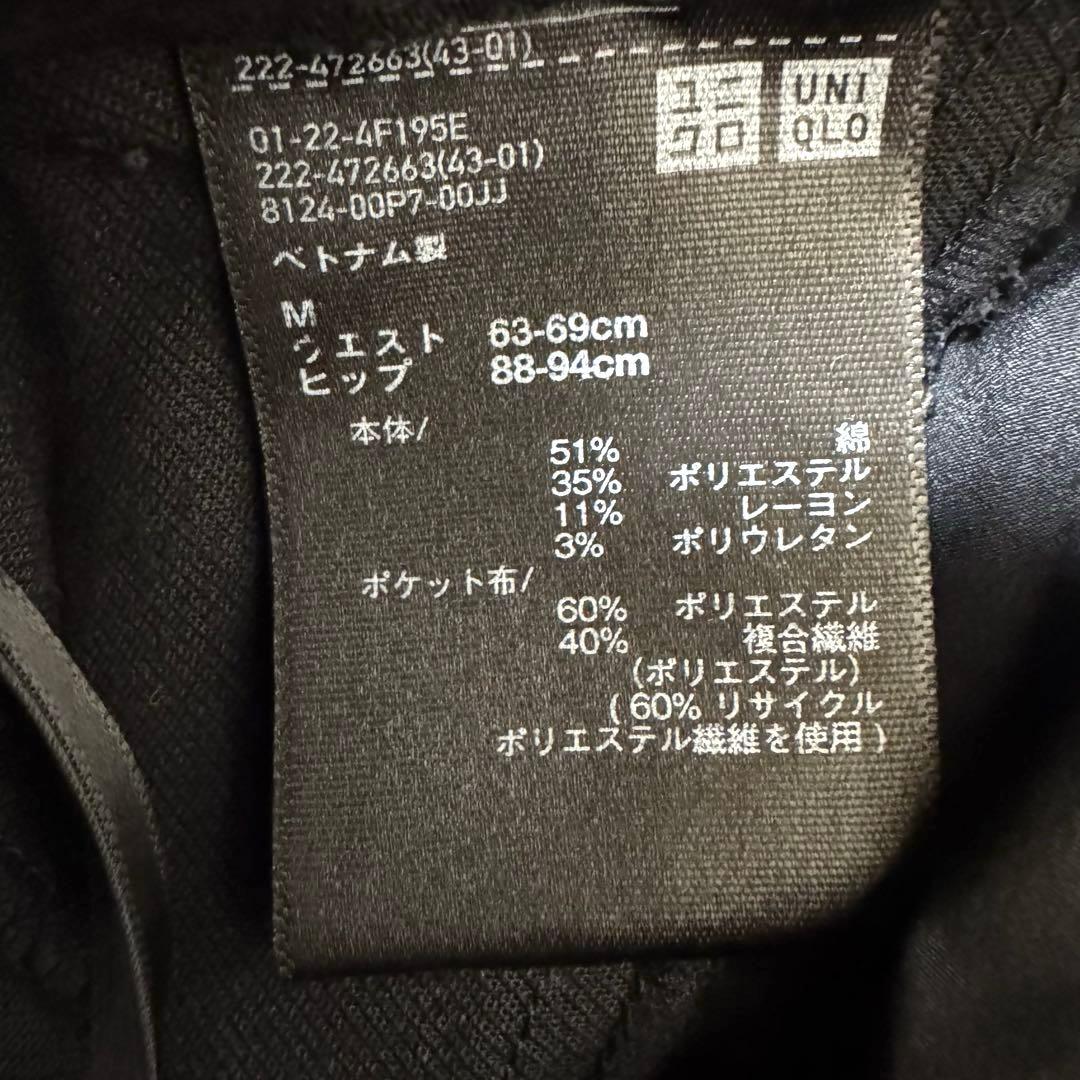 222-472663(43-01)
ユニ
クロ
UNI
QLO
01-22-4F195E
222-472663(43-01)
8124-00P7-00JJ
ベトナム製
M
ウエスト 63-69cm
ヒップ 88-94cm
本体/
51% 綿
35% ポリエステル
11% レーヨン
3% ポリウレタン
ポケット布/
60% ポリエステル
40% 複合繊維
(ポリエステル)
(60% リサイクル
ポリエステル繊維を使用)